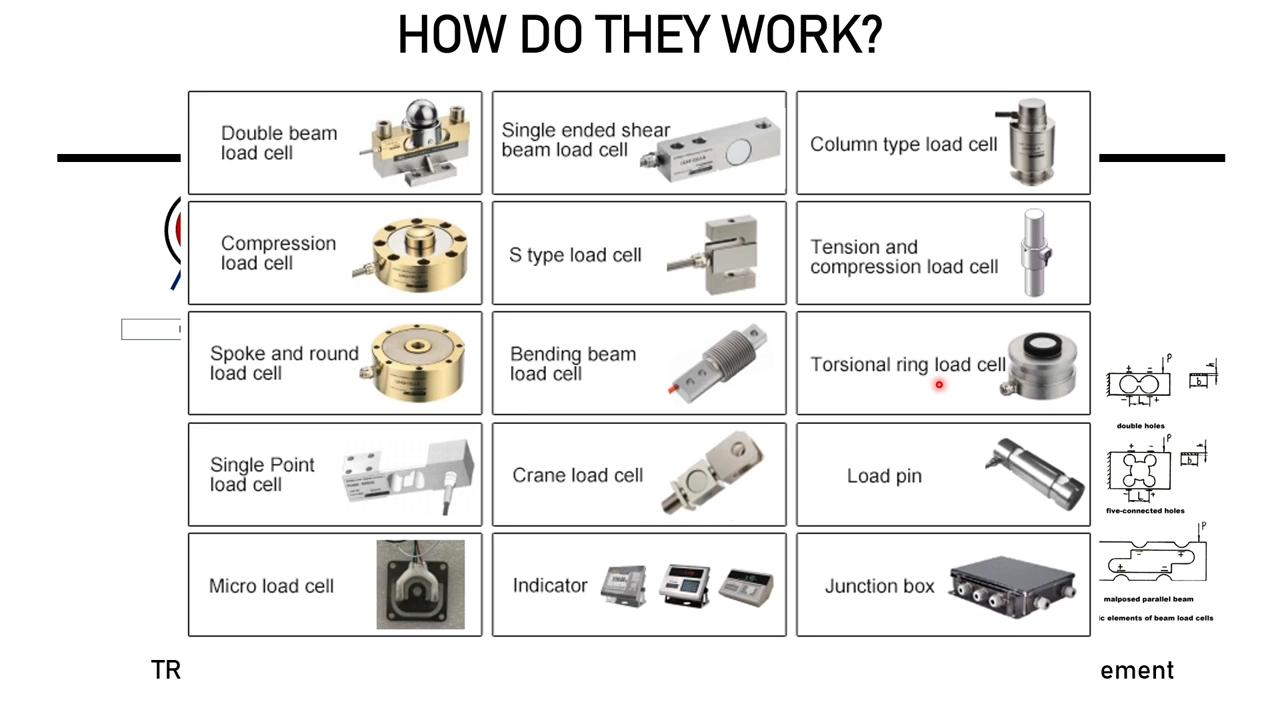 HOW DO THEY WORK?
Double beam
load cell
Single ended shear
beam load cell
Column type load cell
Compression
load cell
S type load cell
Tension and
compression load cell
Spoke and round
load cell
Bending beam
load cell
Torsional ring load cell
Single Point
load cell
Crane load cell
Load pin
Micro load cell
Indicator
Junction box
P
b
+ -
- L +
double holes
P
b
+ -
- L +
five-connected holes
P
- +
+ -
malposed parallel beam
ic elements of beam load cells
TR
ement